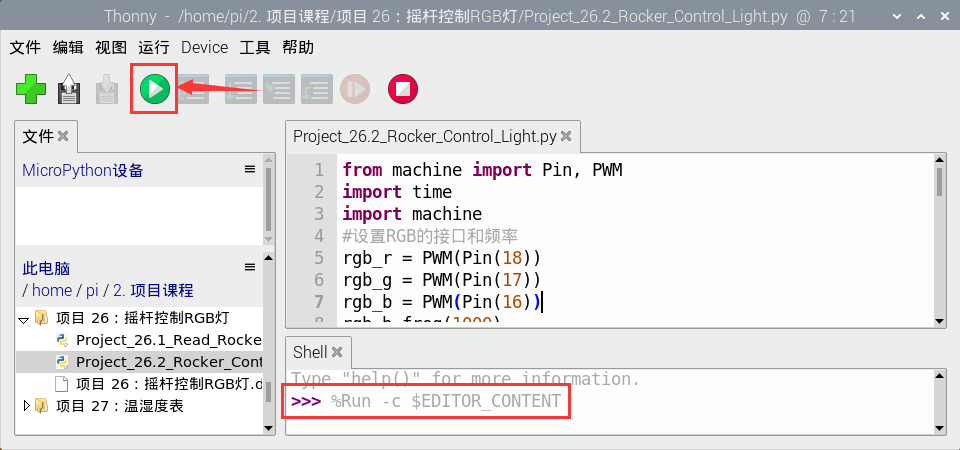 Thonny - /home/pi/2. 项目课程/项目 26：摇杆控制RGB灯/Project_26.2_Rocker_Control_Light.py @ 7 : 21
文件 编辑 视图 运行 Device 工具 帮助
文件
MicroPython设备
此电脑
/ home / pi / 2. 项目课程
项目 26：摇杆控制RGB灯
Project_26.1_Read_Rocke
Project_26.2_Rocker_Cont
项目 26：摇杆控制RGB灯.d
项目 27：温湿度表
Project_26.2_Rocker_Control_Light.py
1 from machine import Pin, PWM
2 import time
3 import machine
4 #设置RGB的接口和频率
5 rgb_r = PWM(Pin(18))
6 rgb_g = PWM(Pin(17))
7 rgb_b = PWM(Pin(16))
8 rgb_b.freq(1000)
Shell
Type "help()" for more information.
>>> %Run -c $EDITOR_CONTENT